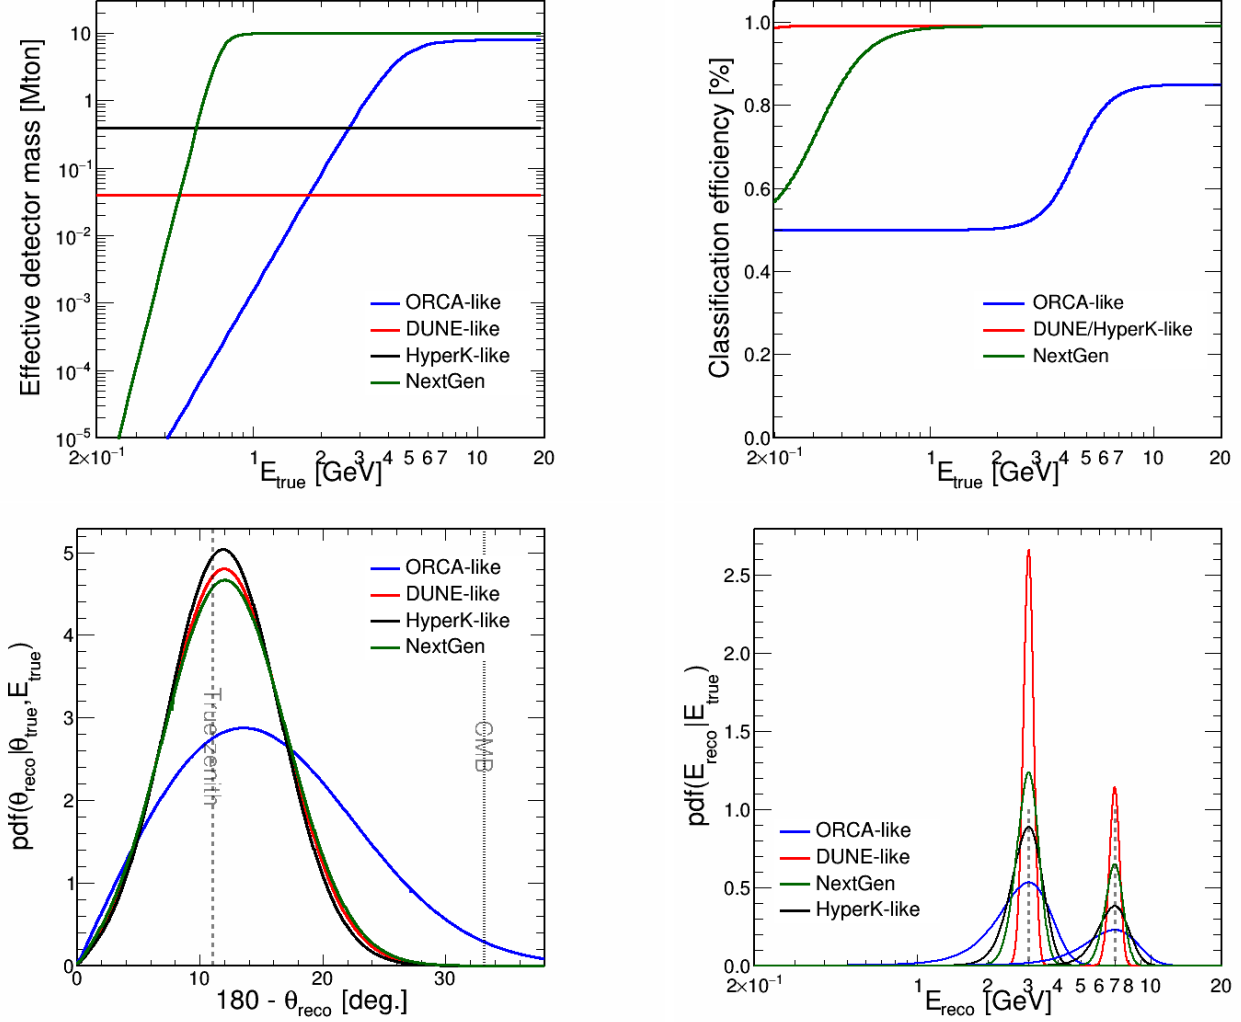 Effective detector mass [Mton]
10
1
10⁻¹
10⁻²
10⁻³
10⁻⁴
10⁻⁵
ORCA-like
DUNE-like
HyperK-like
NextGen
2×10⁻¹ 1 2 3 4 5 6 7 10 20
E_true [GeV]
Classification efficiency [%]
1.0
0.8
0.6
0.4
0.2
0.0
ORCA-like
DUNE/HyperK-like
NextGen
2×10⁻¹ 1 2 3 4 5 6 7 10 20
E_true [GeV]
pdf(θ_reco|θ_true,E_true)
5
4
3
2
1
0
ORCA-like
DUNE-like
HyperK-like
NextGen
True zenith
CMB
0 10 20 30
180 - θ_reco [deg.]
pdf(E_reco|E_true)
2.5
2.0
1.5
1.0
0.5
0.0
ORCA-like
DUNE-like
NextGen
HyperK-like
2×10⁻¹ 1 2 3 4 5 6 7 8 10 20
E_reco [GeV]